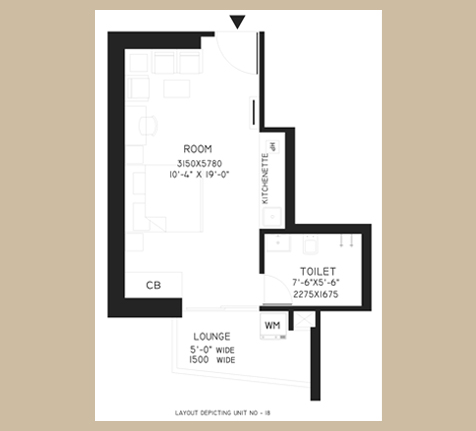 ROOM
3150X5780
10'-4" X 19'-0"
KITCHENETTE
HP
TOILET
7'-6"X5'-6"
2275X1675
CB
WM
LOUNGE
5'-0" WIDE
1500 WIDE
LAYOUT DEPICTING UNIT NO - 18